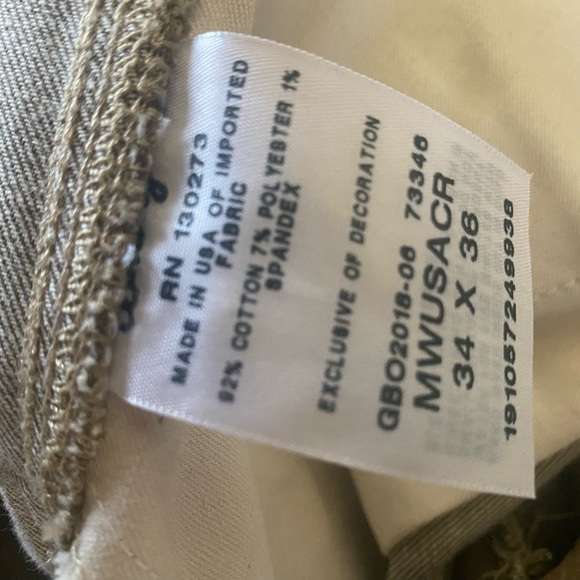 RN 130273
MADE IN USA OF IMPORTED
FABRIC
92% COTTON 7% POLYESTER 1%
SPANDEX
EXCLUSIVE OF DECORATION
GBO2018-06 73346
MWUSACR
34 X 36
191057249936